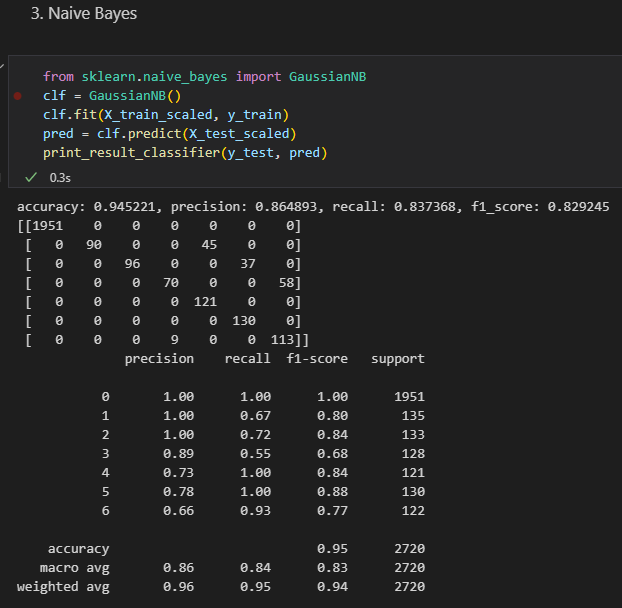 3. Naive Bayes
from sklearn.naive_bayes import GaussianNB
clf = GaussianNB()
clf.fit(X_train_scaled, y_train)
pred = clf.predict(X_test_scaled)
print_result_classifier(y_test, pred)
0.3s
accuracy: 0.945221, precision: 0.864893, recall: 0.837368, f1_score: 0.829245
[[1951    0    0    0    0    0    0]
 [   0   90    0    0   45    0    0]
 [   0    0   96    0    0   37    0]
 [   0    0    0   70    0    0   58]
 [   0    0    0    0  121    0    0]
 [   0    0    0    0    0  130    0]
 [   0    0    0    9    0    0  113]]
              precision    recall  f1-score   support
           0       1.00      1.00      1.00      1951
           1       1.00      0.67      0.80       135
           2       1.00      0.72      0.84       133
           3       0.89      0.55      0.68       128
           4       0.73      1.00      0.84       121
           5       0.78      1.00      0.88       130
           6       0.66      0.93      0.77       122
    accuracy                           0.95      2720
   macro avg       0.86      0.84      0.83      2720
weighted avg       0.96      0.95      0.94      2720